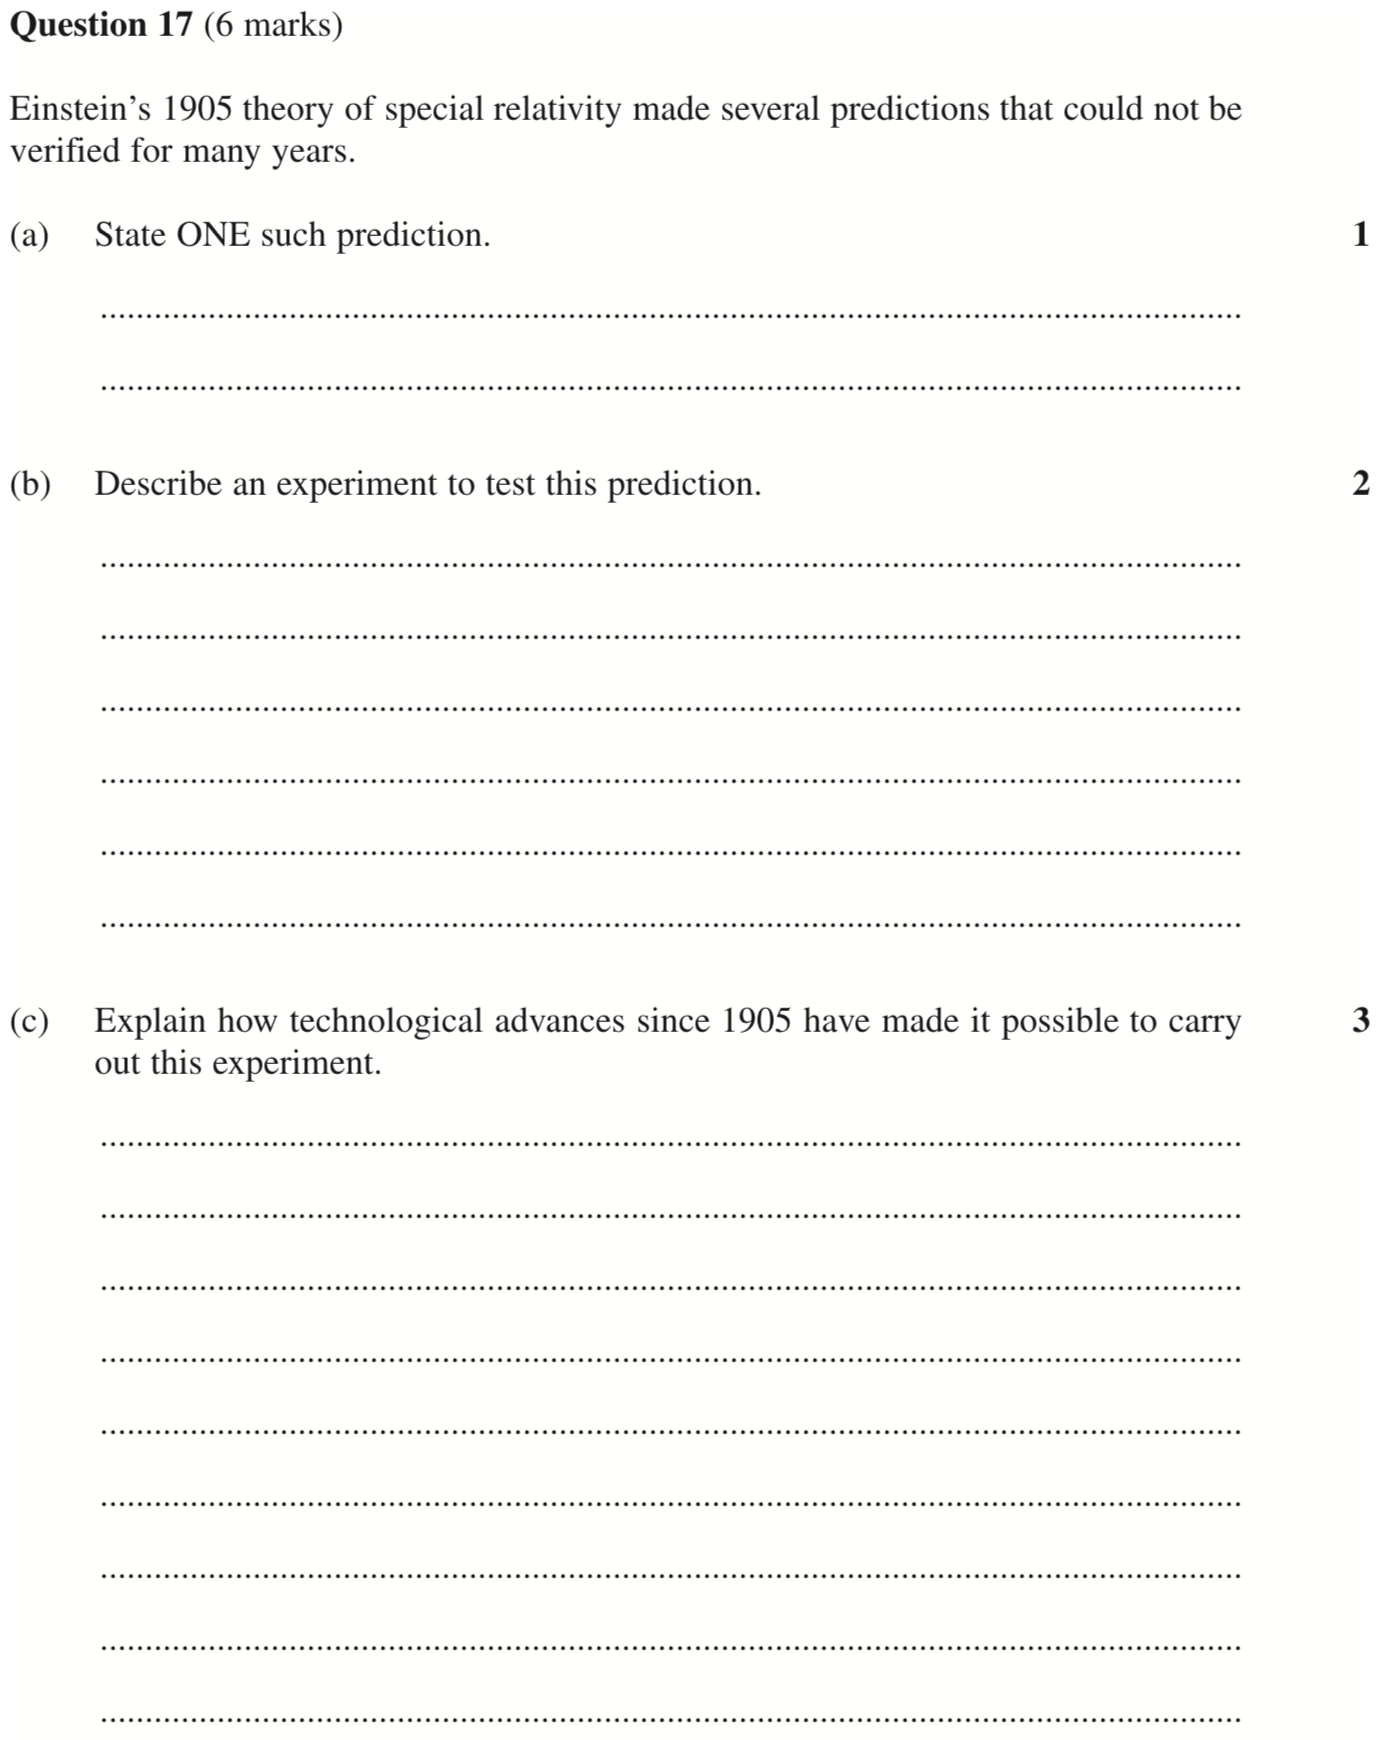 Question 17 (6 marks)
Einstein’s 1905 theory of special relativity made several predictions that could not be
verified for many years.
(a) State ONE such prediction. 1
(b) Describe an experiment to test this prediction. 2
(c) Explain how technological advances since 1905 have made it possible to carry 3
out this experiment.